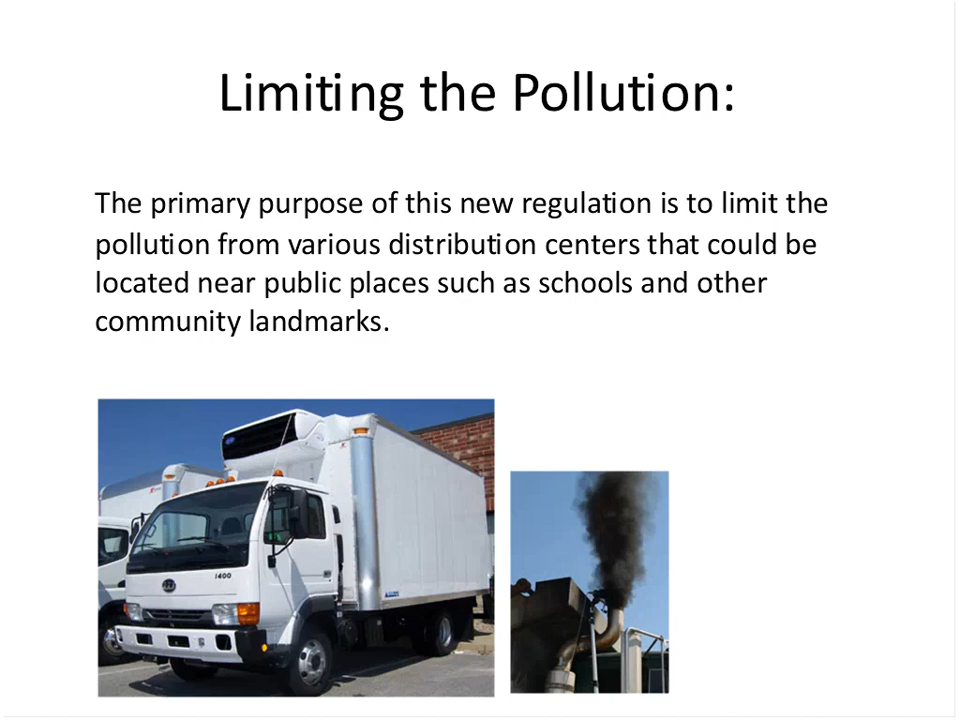 Limiting the Pollution:
The primary purpose of this new regulation is to limit the
pollution from various distribution centers that could be
located near public places such as schools and other
community landmarks.
1400